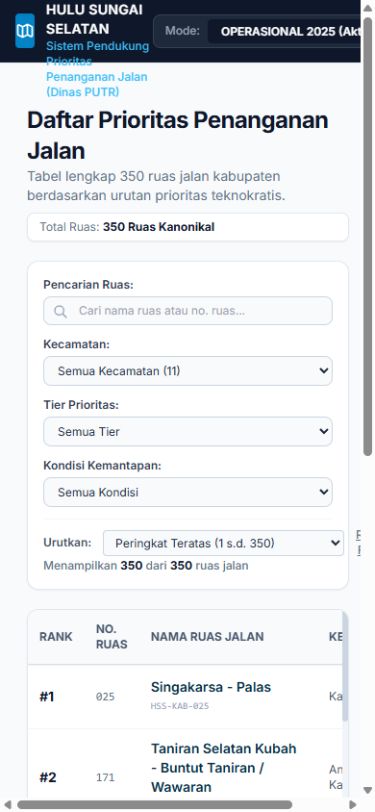 HULU SUNGAI
SELATAN
Sistem Pendukung
Prioritas
Penanganan Jalan
(Dinas PUTR)
Mode: OPERASIONAL 2025 (Akt
Daftar Prioritas Penanganan
Jalan
Tabel lengkap 350 ruas jalan kabupaten
berdasarkan urutan prioritas teknokratis.
Total Ruas: 350 Ruas Kanonikal
Pencarian Ruas:
Cari nama ruas atau no. ruas...
Kecamatan:
Semua Kecamatan (11)
Tier Prioritas:
Semua Tier
Kondisi Kemantapan:
Semua Kondisi
Urutkan: Peringkat Teratas (1 s.d. 350)
Menampilkan 350 dari 350 ruas jalan
RANK NO. RUAS NAMA RUAS JALAN KE
#1 025 Singakarsa - Palas Ka
HSS-KAB-025
Taniran Selatan Kubah
- Buntut Taniran /
Wawaran
#2 171 An
Ka